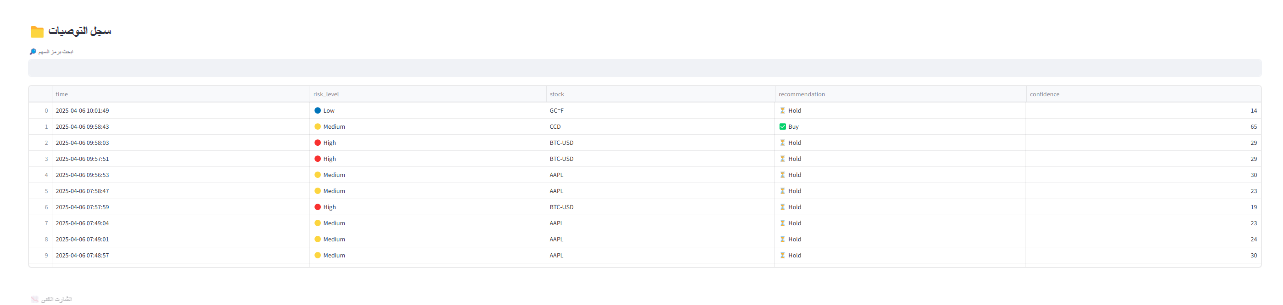 سجل التوصيات
ابحث برمز السهم
time risk_level stock recommendation confidence
0 2025-04-06 10:01:49 Low GC=F Hold 14
1 2025-04-06 09:58:43 CCD Medium Buy 65
2 2025-04-06 09:58:03 High BTC-USD Hold 29
3 2025-04-06 09:57:51 High BTC-USD Hold 29
4 2025-04-06 09:56:53 Medium AAPL Hold 30
5 2025-04-06 07:58:47 Medium AAPL Hold 23
6 2025-04-06 07:57:59 High BTC-USD Hold 19
7 2025-04-06 07:49:04 Medium AAPL Hold 23
8 2025-04-06 07:49:01 Medium AAPL Hold 24
9 2025-04-06 07:48:57 Medium AAPL Hold 30
الشارت الفني